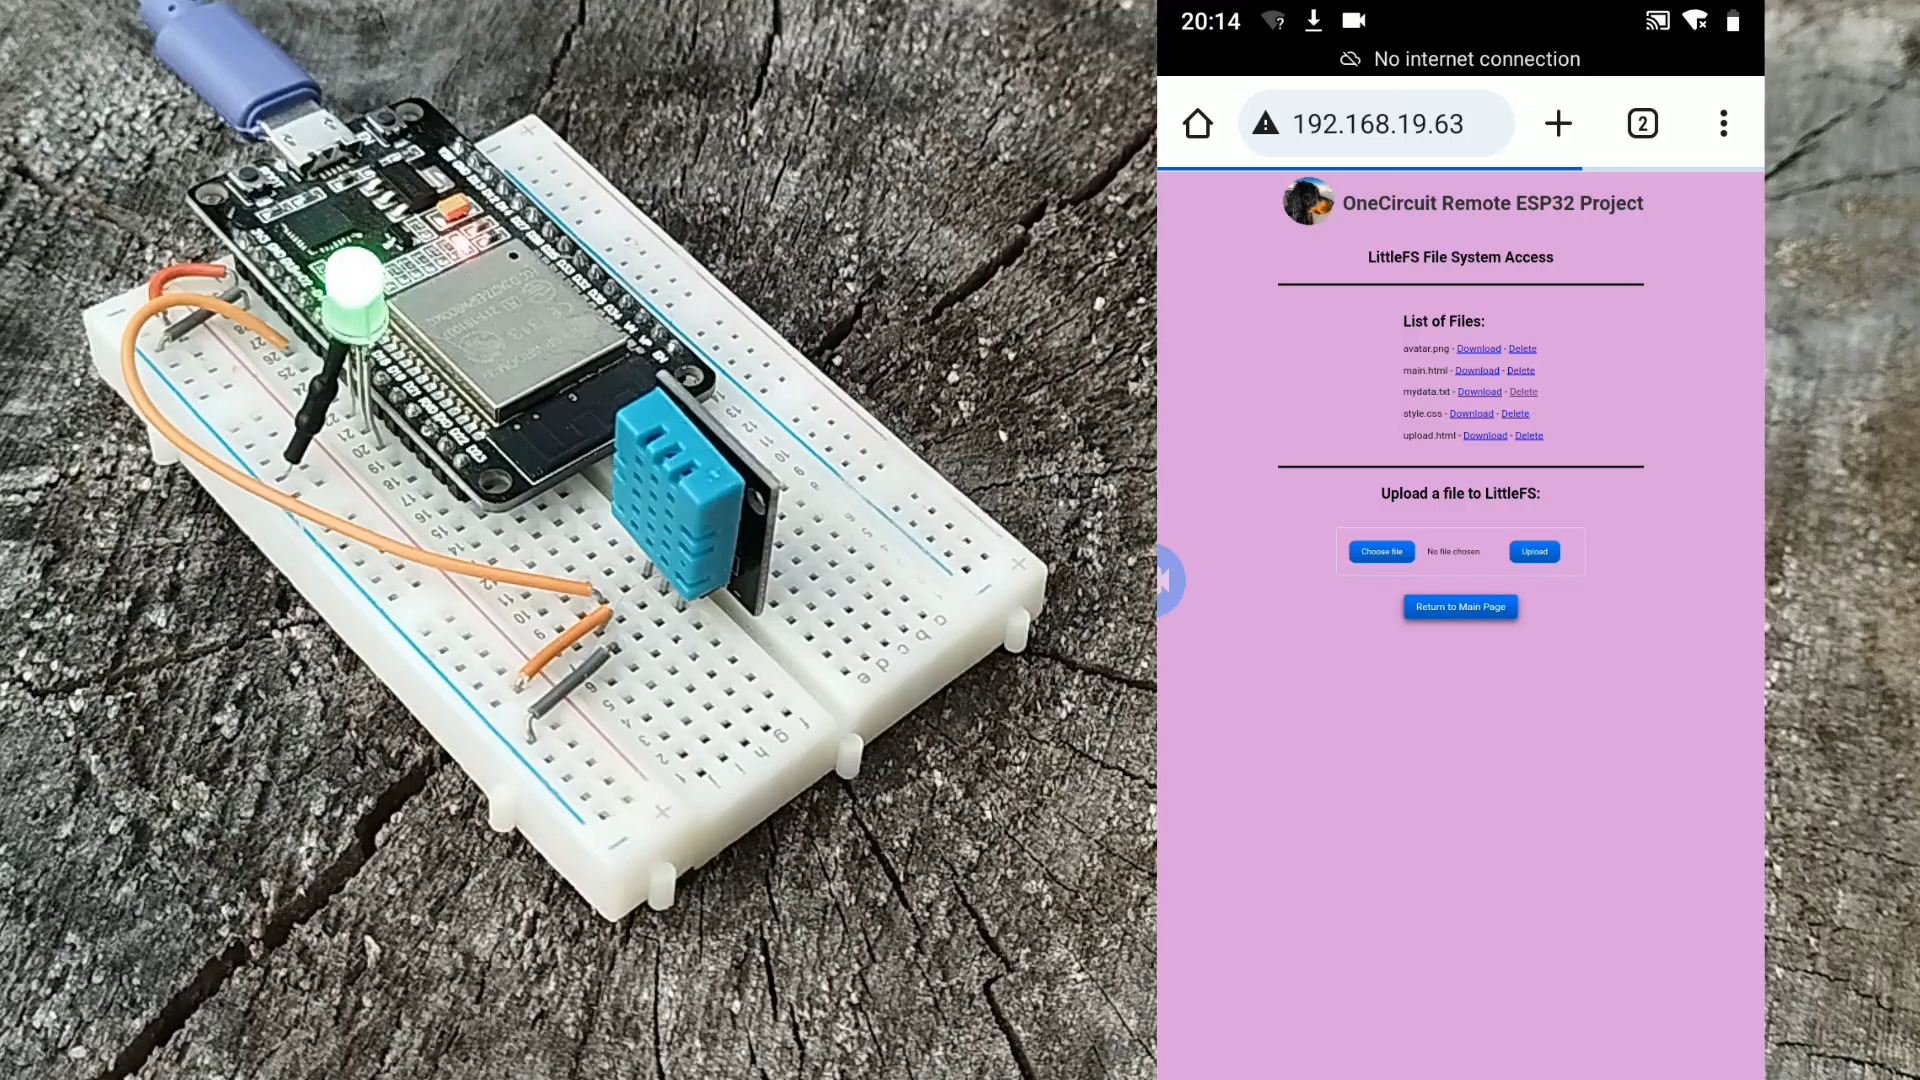 20:14
No internet connection
192.168.19.63
2
OneCircuit Remote ESP32 Project
LittleFS File System Access
List of Files:
avatar.png - Download - Delete
main.html - Download - Delete
mydata.txt - Download - Delete
style.css - Download - Delete
upload.html - Download - Delete
Upload a file to LittleFS:
Choose file No file chosen Upload
Return to Main Page